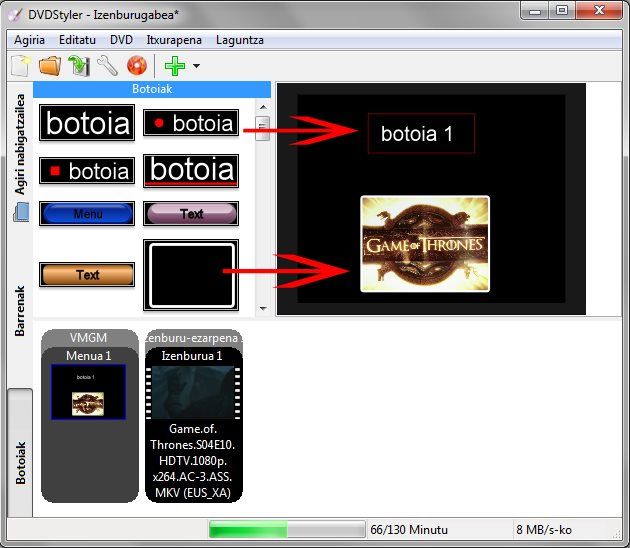 DVDStyler - Izenburugabea*
Agiria Editatu DVD Itxurapena Laguntza
Agiri nabigatzailea
Barrenak
Botoiak
Botoiak
botoia
botoia
botoia
botoia
Menu
Text
Text
botoia 1
GAME OF THRONES
VMGM
Menua 1
botoia 1
zenburu-ezarpena
Izenburua 1
Game.of.
Thrones.S04E10.
HDTV.1080p.
x264.AC-3.ASS.
MKV (EUS_XA)
66/130 Minutu
8 MB/s-ko